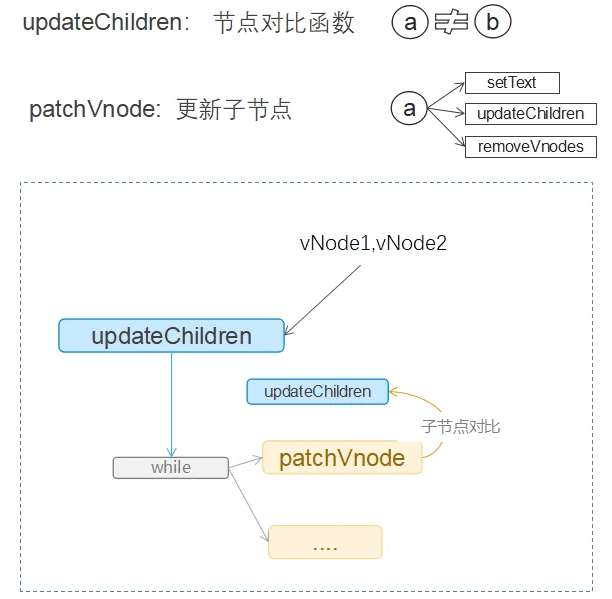 updateChildren: 节点对比函数 a b
patchVnode: 更新子节点 a
setText
updateChildren
removeVnodes
vNode1,vNode2
updateChildren
updateChildren
子节点对比
while
patchVnode
....